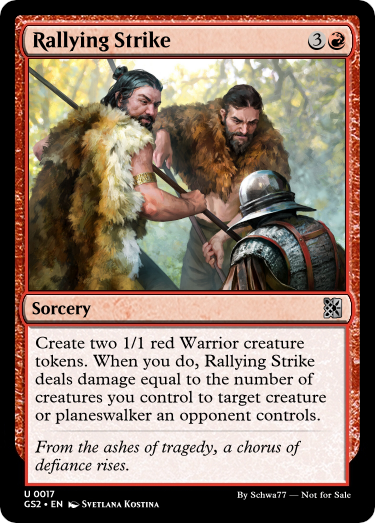 Rallying Strike 3
Sorcery
Create two 1/1 red Warrior creature
tokens. When you do, Rallying Strike
deals damage equal to the number of
creatures you control to target creature
or planeswalker an opponent controls.
From the ashes of tragedy, a chorus of
defiance rises.
U 0017
GS2 • EN Svetlana Kostina
By Schwa77 — Not for Sale